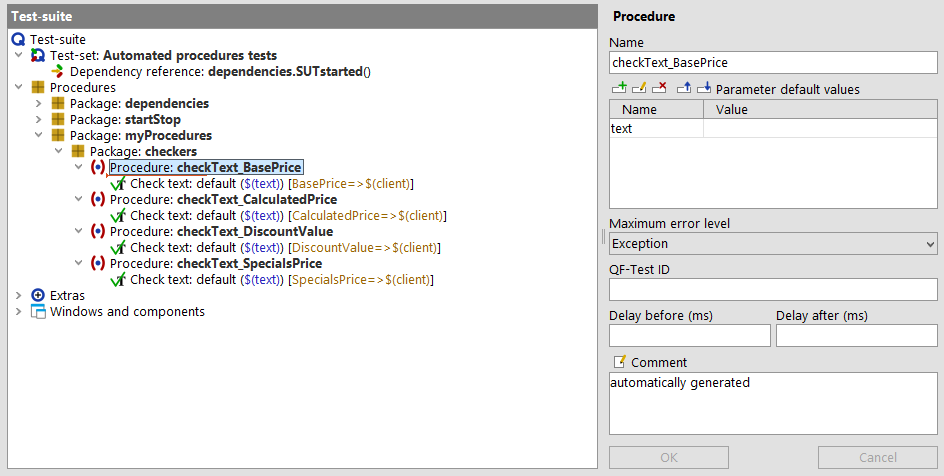 Test-suite
Test-suite
Test-set: Automated procedures tests
Dependency reference: dependencies.SUTstarted()
Procedures
Package: dependencies
Package: startStop
Package: myProcedures
Package: checkers
Procedure: checkText_BasePrice
Check text: default ($(text)) [BasePrice=>$(client)]
Procedure: checkText_CalculatedPrice
Check text: default ($(text)) [CalculatedPrice=>$(client)]
Procedure: checkText_DiscountValue
Check text: default ($(text)) [DiscountValue=>$(client)]
Procedure: checkText_SpecialsPrice
Check text: default ($(text)) [SpecialsPrice=>$(client)]
Extras
Windows and components
Procedure
Name
checkText_BasePrice
Parameter default values
Name Value
text
Maximum error level
Exception
QF-Test ID
Delay before (ms) Delay after (ms)
Comment
automatically generated
OK Cancel